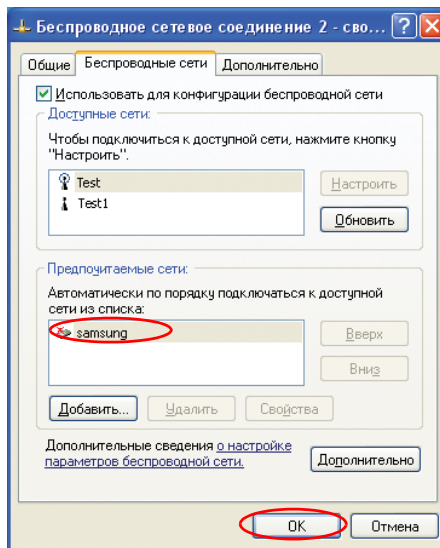 Беспроводное сетевое соединение 2 - сво...
Общие
Беспроводные сети
Дополнительно
Использовать для конфигурации беспроводной сети
Доступные сети:
Чтобы подключиться к доступной сети, нажмите кнопку
"Настроить".
Test
Настроить
Test1
Обновить
Предпочитаемые сети:
Автоматически по порядку подключаться к доступной
сети из списка:
samsung
Вверх
Вниз
Добавить...
Удалить
Свойства
Дополнительные сведения о настройке
параметров беспроводной сети.
Дополнительно
OK
Отмена